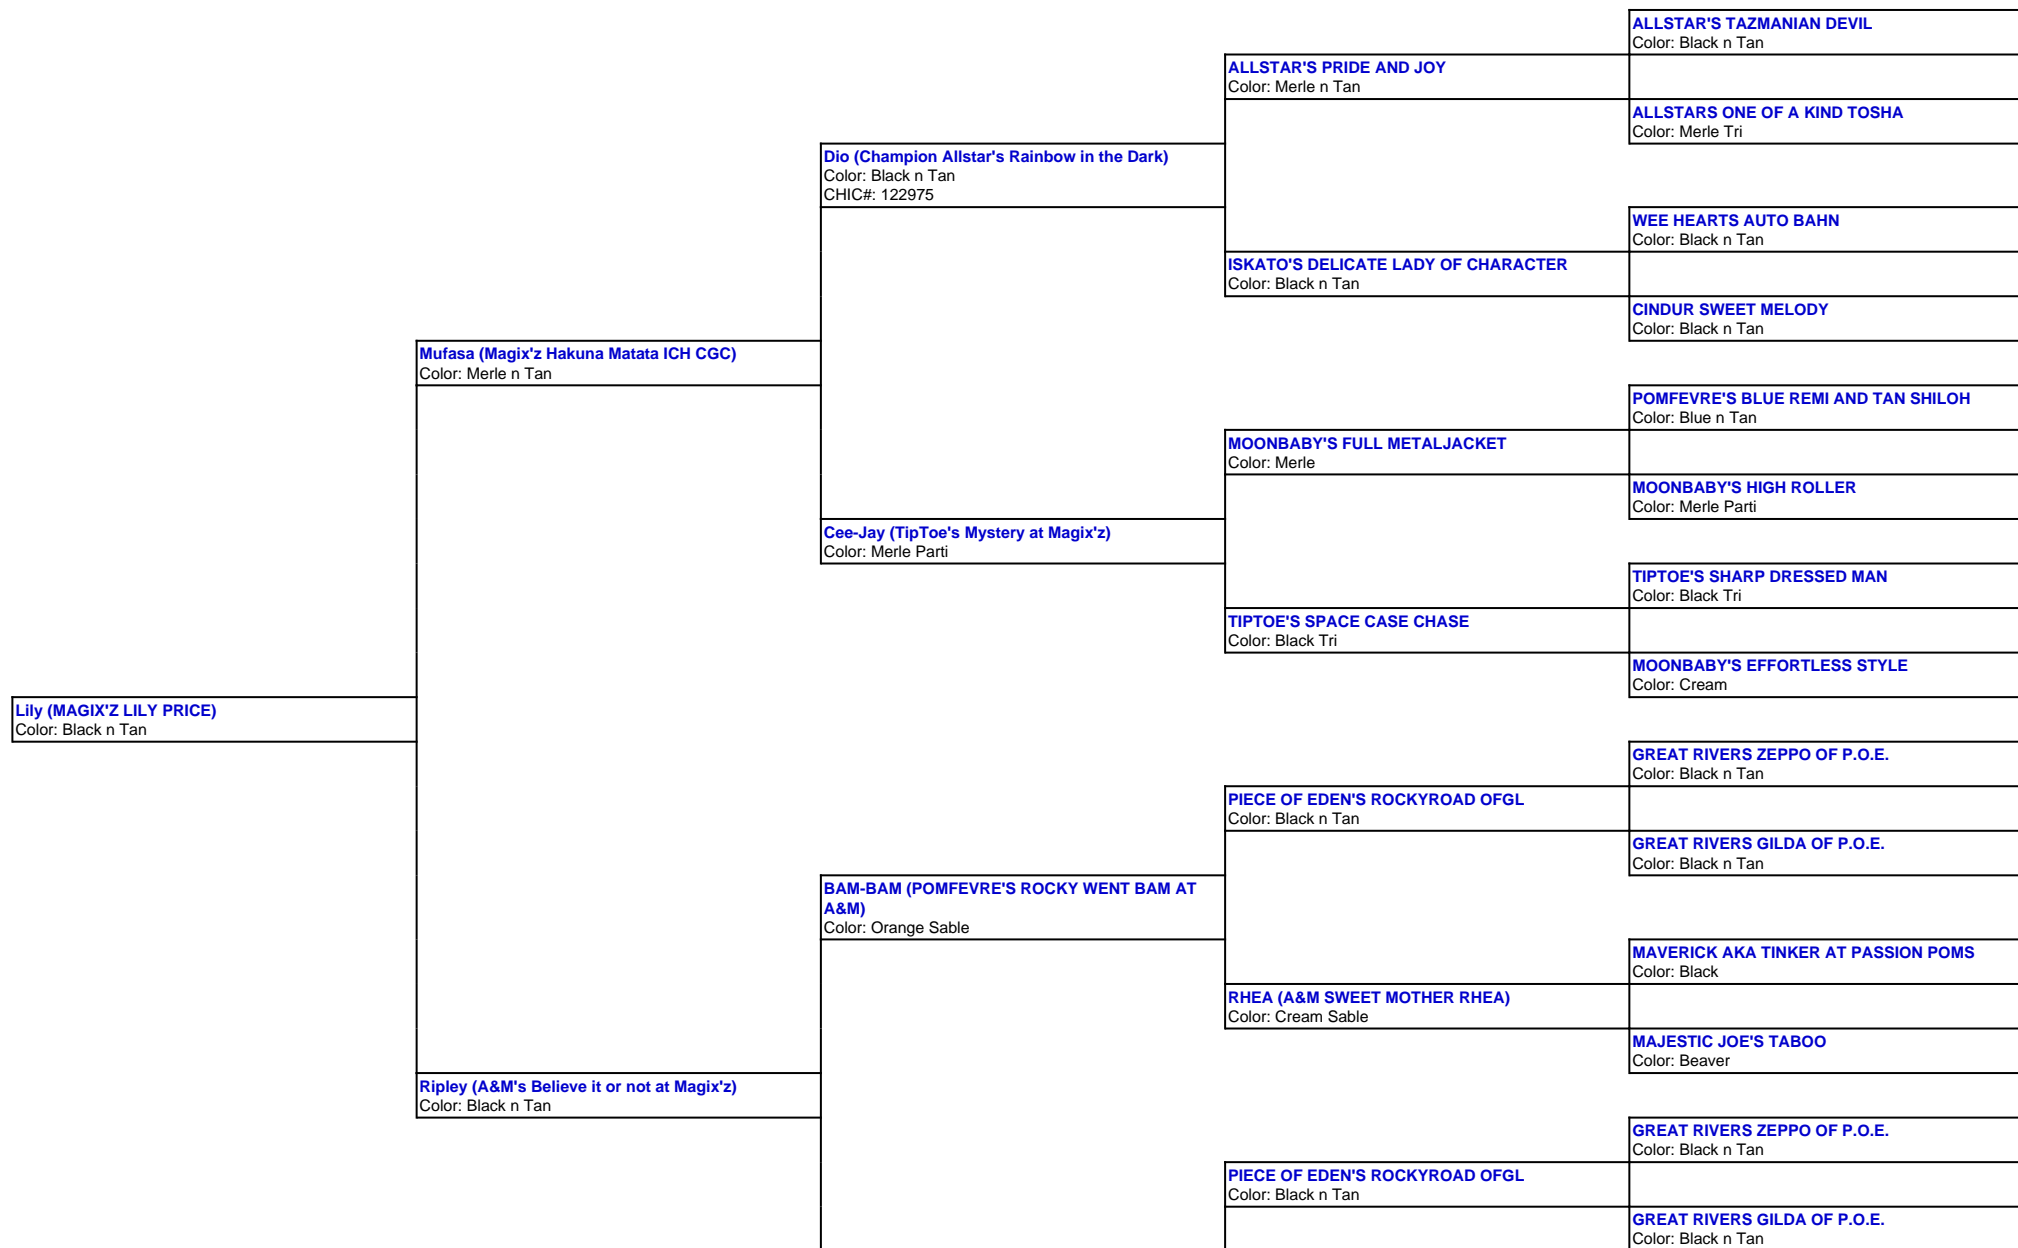 ALLSTAR'S TAZMANIAN DEVIL
Color: Black n Tan
ALLSTAR'S PRIDE AND JOY
Color: Merle n Tan
ALLSTARS ONE OF A KIND TOSHA
Color: Merle Tri
Dio (Champion Allstar's Rainbow in the Dark)
Color: Black n Tan
CHIC#: 122975
WEE HEARTS AUTO BAHN
Color: Black n Tan
ISKATO'S DELICATE LADY OF CHARACTER
Color: Black n Tan
CINDUR SWEET MELODY
Color: Black n Tan
Mufasa (Magix'z Hakuna Matata ICH CGC)
Color: Merle n Tan
POMFEVRE'S BLUE REMI AND TAN SHILOH
Color: Blue n Tan
MOONBABY'S FULL METALJACKET
Color: Merle
MOONBABY'S HIGH ROLLER
Color: Merle Parti
Cee-Jay (TipToe's Mystery at Magix'z)
Color: Merle Parti
TIPTOE'S SHARP DRESSED MAN
Color: Black Tri
TIPTOE'S SPACE CASE CHASE
Color: Black Tri
MOONBABY'S EFFORTLESS STYLE
Color: Cream
Lily (MAGIX'Z LILY PRICE)
Color: Black n Tan
GREAT RIVERS ZEPPO OF P.O.E.
Color: Black n Tan
PIECE OF EDEN'S ROCKYROAD OFGL
Color: Black n Tan
GREAT RIVERS GILDA OF P.O.E.
Color: Black n Tan
BAM-BAM (POMFEVRE'S ROCKY WENT BAM AT
A&M)
Color: Orange Sable
MAVERICK AKA TINKER AT PASSION POMS
Color: Black
RHEA (A&M SWEET MOTHER RHEA)
Color: Cream Sable
MAJESTIC JOE'S TABOO
Color: Beaver
Ripley (A&M's Believe it or not at Magix'z)
Color: Black n Tan
GREAT RIVERS ZEPPO OF P.O.E.
Color: Black n Tan
PIECE OF EDEN'S ROCKYROAD OFGL
Color: Black n Tan
GREAT RIVERS GILDA OF P.O.E.
Color: Black n Tan